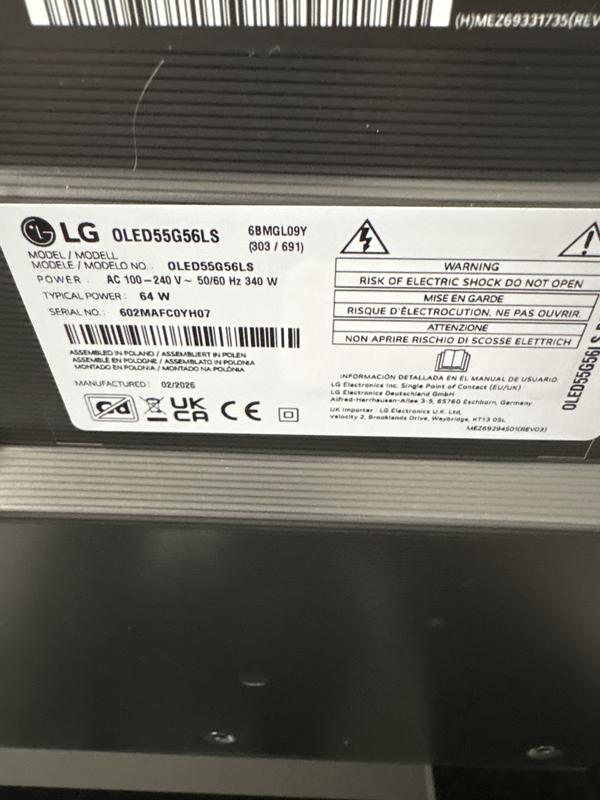 (H)MEZ69331735(REV
LG OLED55G56LS 6BMGL09Y
(303 / 691)
MODEL / MODELL
MODÈLE / MODELO NO. : OLED55G56LS
POWER : AC 100-240 V ~ 50/60 Hz 340 W
TYPICAL POWER : 64 W
SERIAL NO. : 602MAFC0YH07
ASSEMBLED IN POLAND / ASSEMBLIERT IN POLEN
ASSEMBLÉ EN POLOGNE / ASSEMBLATO IN POLONIA
MONTADO EN POLONIA / MONTADO NA POLÓNIA
MANUFACTURED : 02/2026
UK
CA CE
WARNING
RISK OF ELECTRIC SHOCK DO NOT OPEN
MISE EN GARDE
RISQUE D'ÉLECTROCUTION. NE PAS OUVRIR.
ATTENZIONE
NON APRIRE RISCHIO DI SCOSSE ELETTRICH
INFORMACIÓN DETALLADA EN EL MANUAL DE USUARIO
LG Electronics Inc. Single Point of Contact (EU/UK) :
LG Electronics Deutschland GmbH
Alfred-Herrhausen-Allee 3-5, 65760 Eschborn, Germany
UK Importer : LG Electronics U.K. Ltd,
Velocity 2, Brooklands Drive, Weybridge, KT13 0SL
MEZ69294501(REV03)
OLED55G56LS